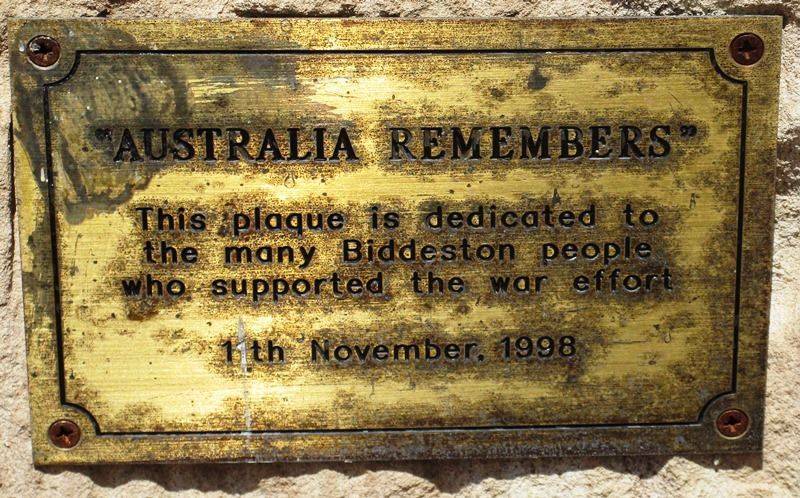 "AUSTRALIA REMEMBERS"
This plaque is dedicated to
the many Biddeston people
who supported the war effort
11th November, 1998